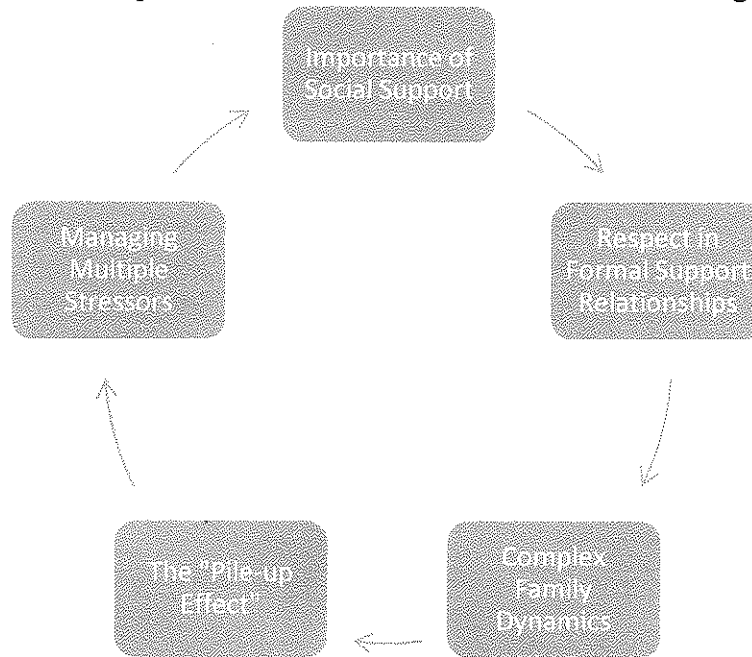 Importance of
Social Support
Respect in
Formal Support
Relationships
Complex
Family
Dynamics
The "Pile-up
Effect"
Managing
Multiple
Stressors